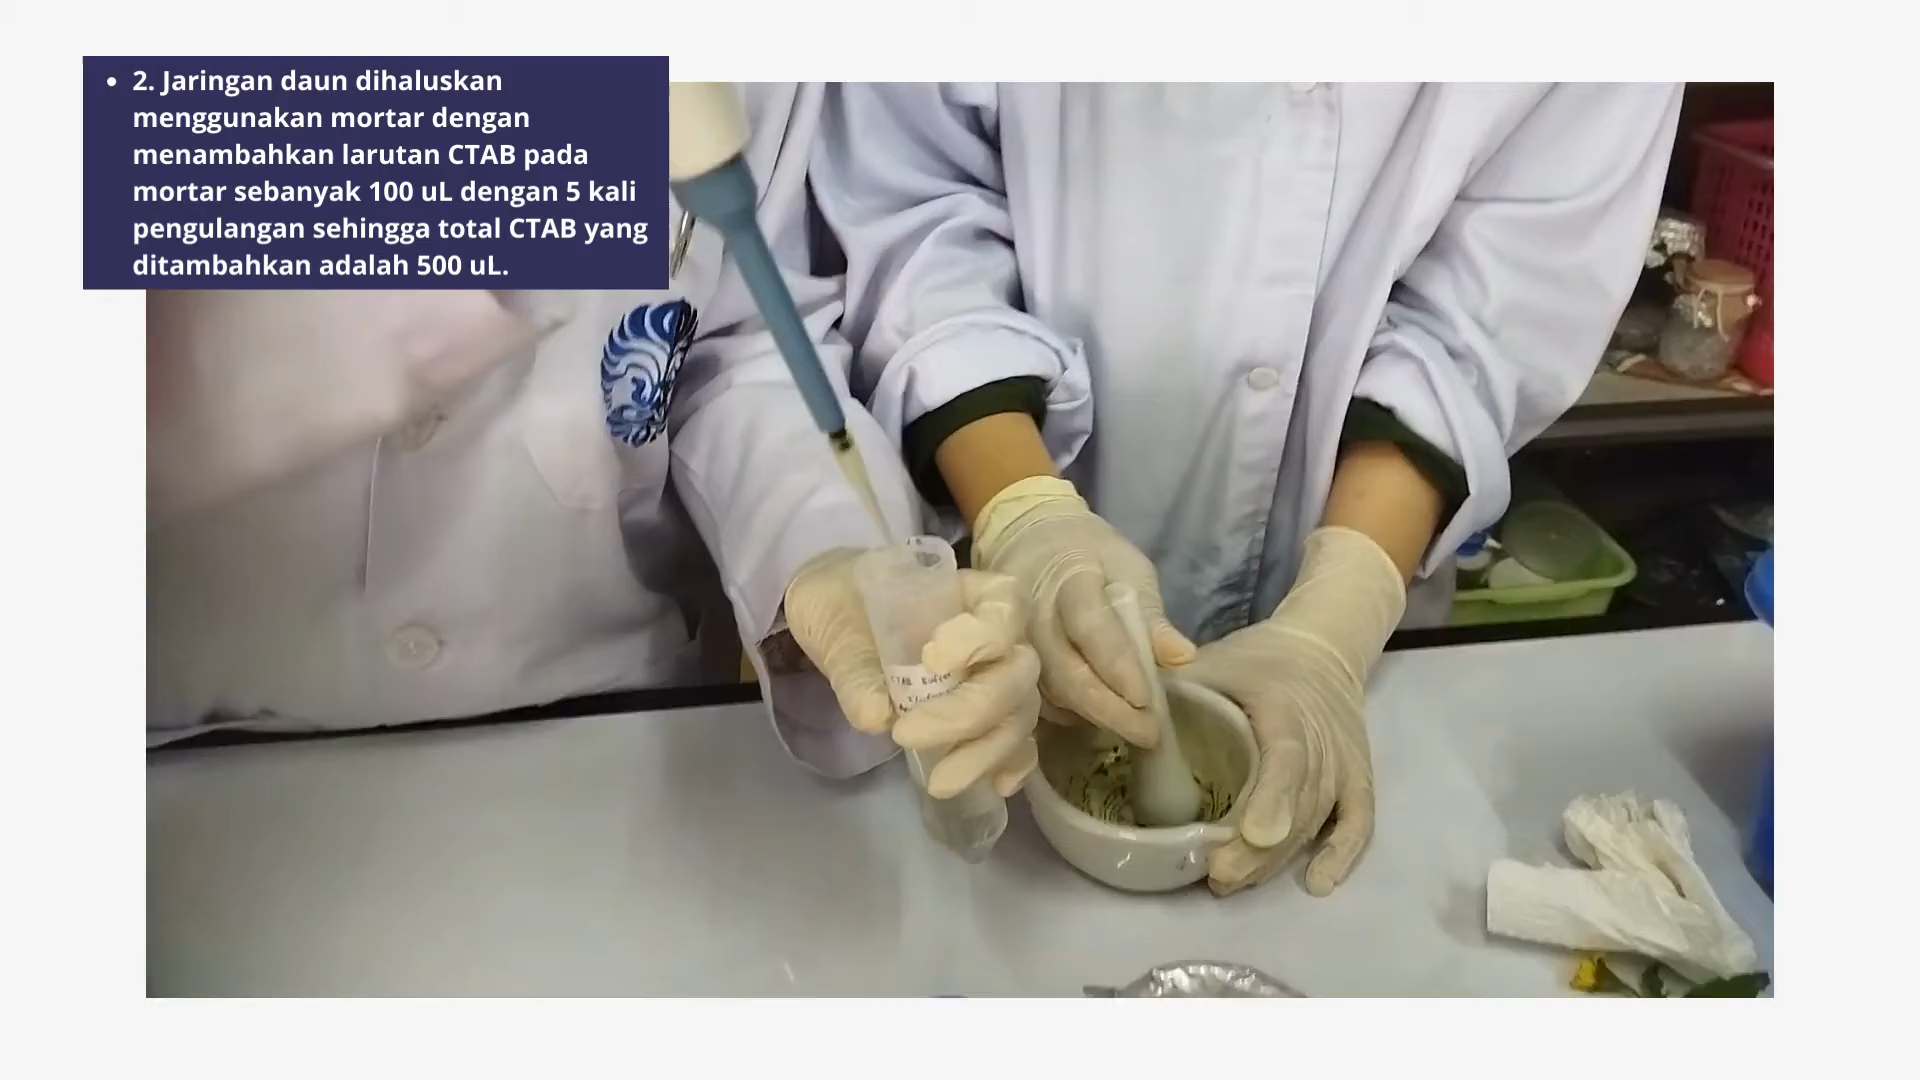 • 2. Jaringan daun dihaluskan
menggunakan mortar dengan
menambahkan larutan CTAB pada
mortar sebanyak 100 uL dengan 5 kali
pengulangan sehingga total CTAB yang
ditambahkan adalah 500 uL.
CTAB Buffer